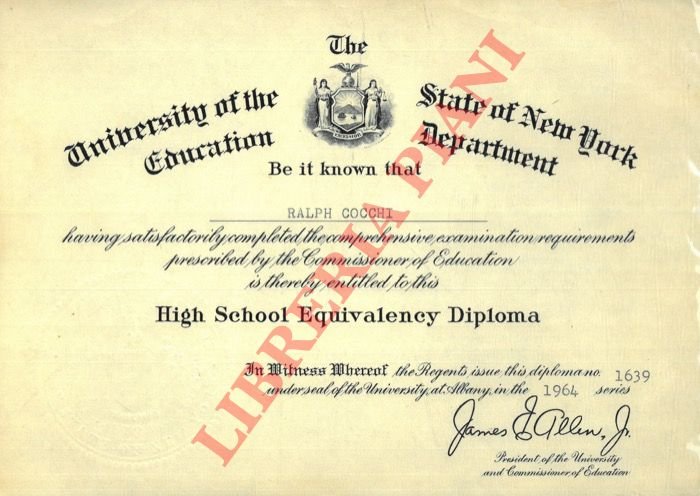 The
University of the State of New York
Education Department
EXCELSIOR
Be it known that
RALPH COCCHI
having satisfactorily completed the comprehensive examination requirements
prescribed by the Commissioner of Education
is thereby entitled to this
High School Equivalency Diploma
In Witness Whereof the Regents issue this diploma no. 1639
under seal of the University at Albany, in the 1964 series
James E Allen, Jr.
President of the University
and Commissioner of Education
LIBRERIA PIANI